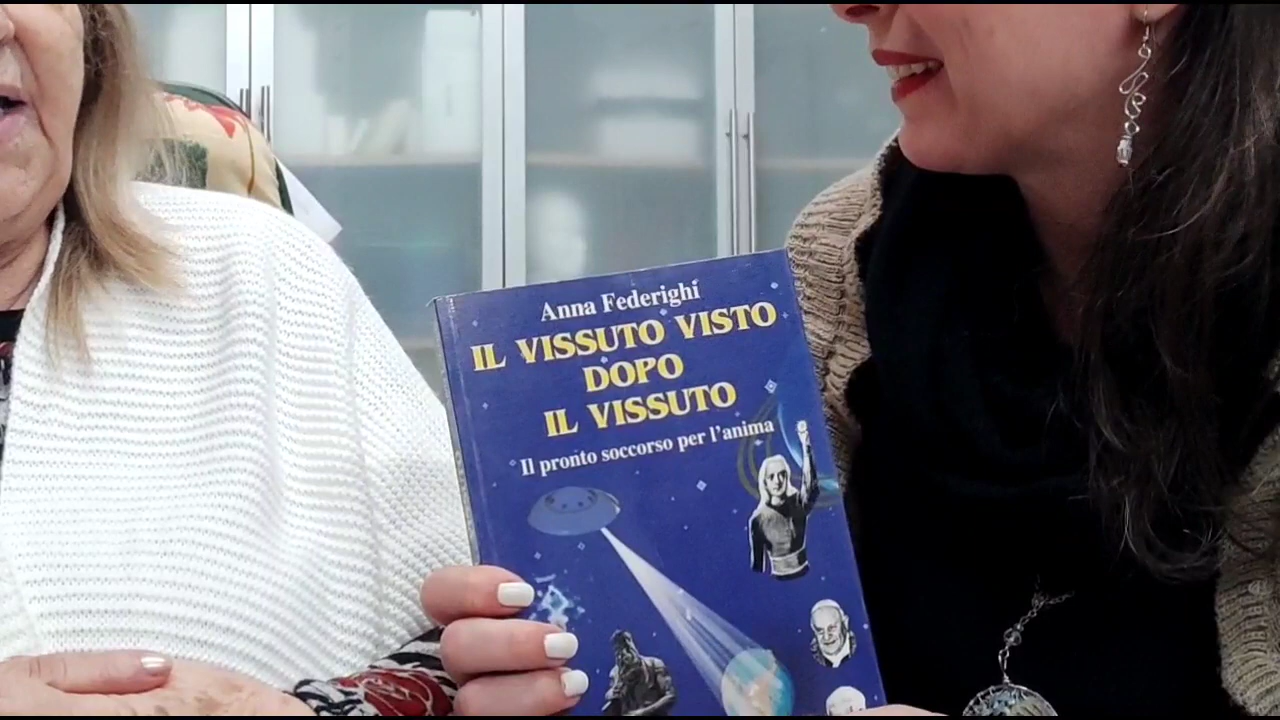 Anna Federighi
IL VISSUTO VISTO
DOPO
IL VISSUTO
Il pronto soccorso per l'anima